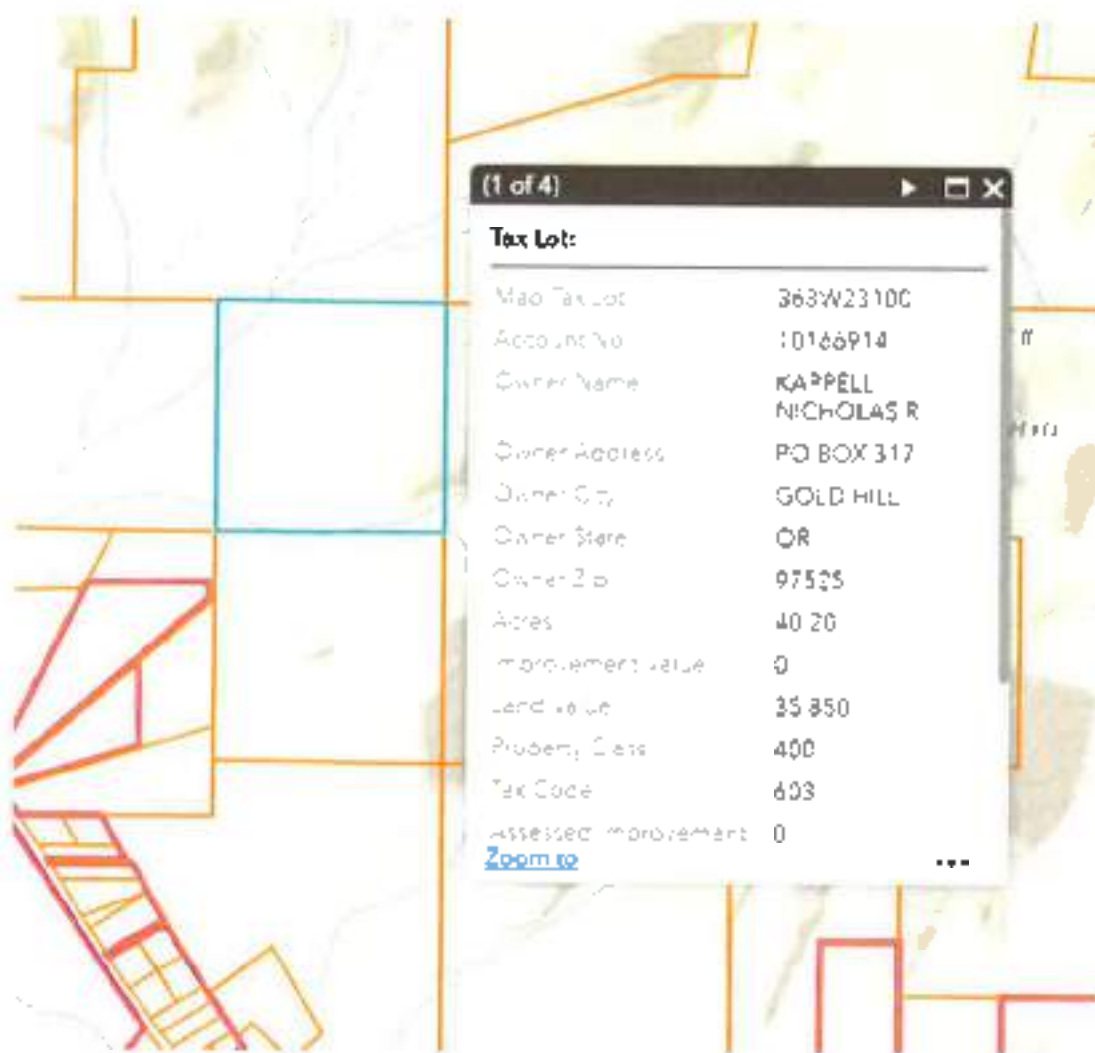 (1 of 4)
Tax Lot:
Map Tax Lot 363W23100
Account No 10166914
Owner Name KAPPELL
NICHOLAS R
Owner Address PO BOX 317
Owner City GOLD HILL
Owner State OR
Owner Zip 97525
Acres 40.20
Improvement Value 0
Land Value 35,850
Property Class 400
Tax Code 603
Assessed Improvement 0
Zoom to
...